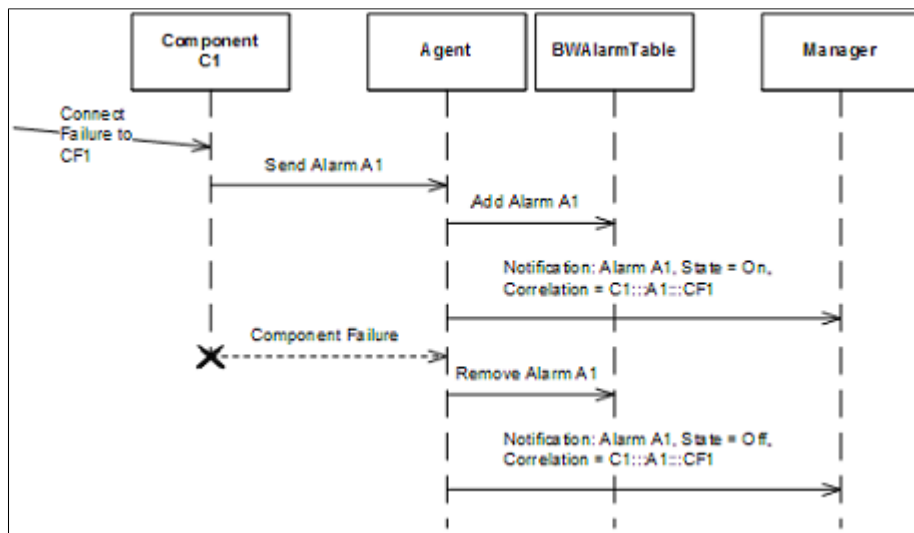 Component
C1
Agent
BWAlarmTable
Manager
Connect
Failure to
CF1
Send Alarm A1
Add Alarm A1
Notification: Alarm A1, State = On,
Correlation = C1:::A1:::CF1
Component Failure
Remove Alarm A1
Notification: Alarm A1, State = Off,
Correlation = C1:::A1:::CF1